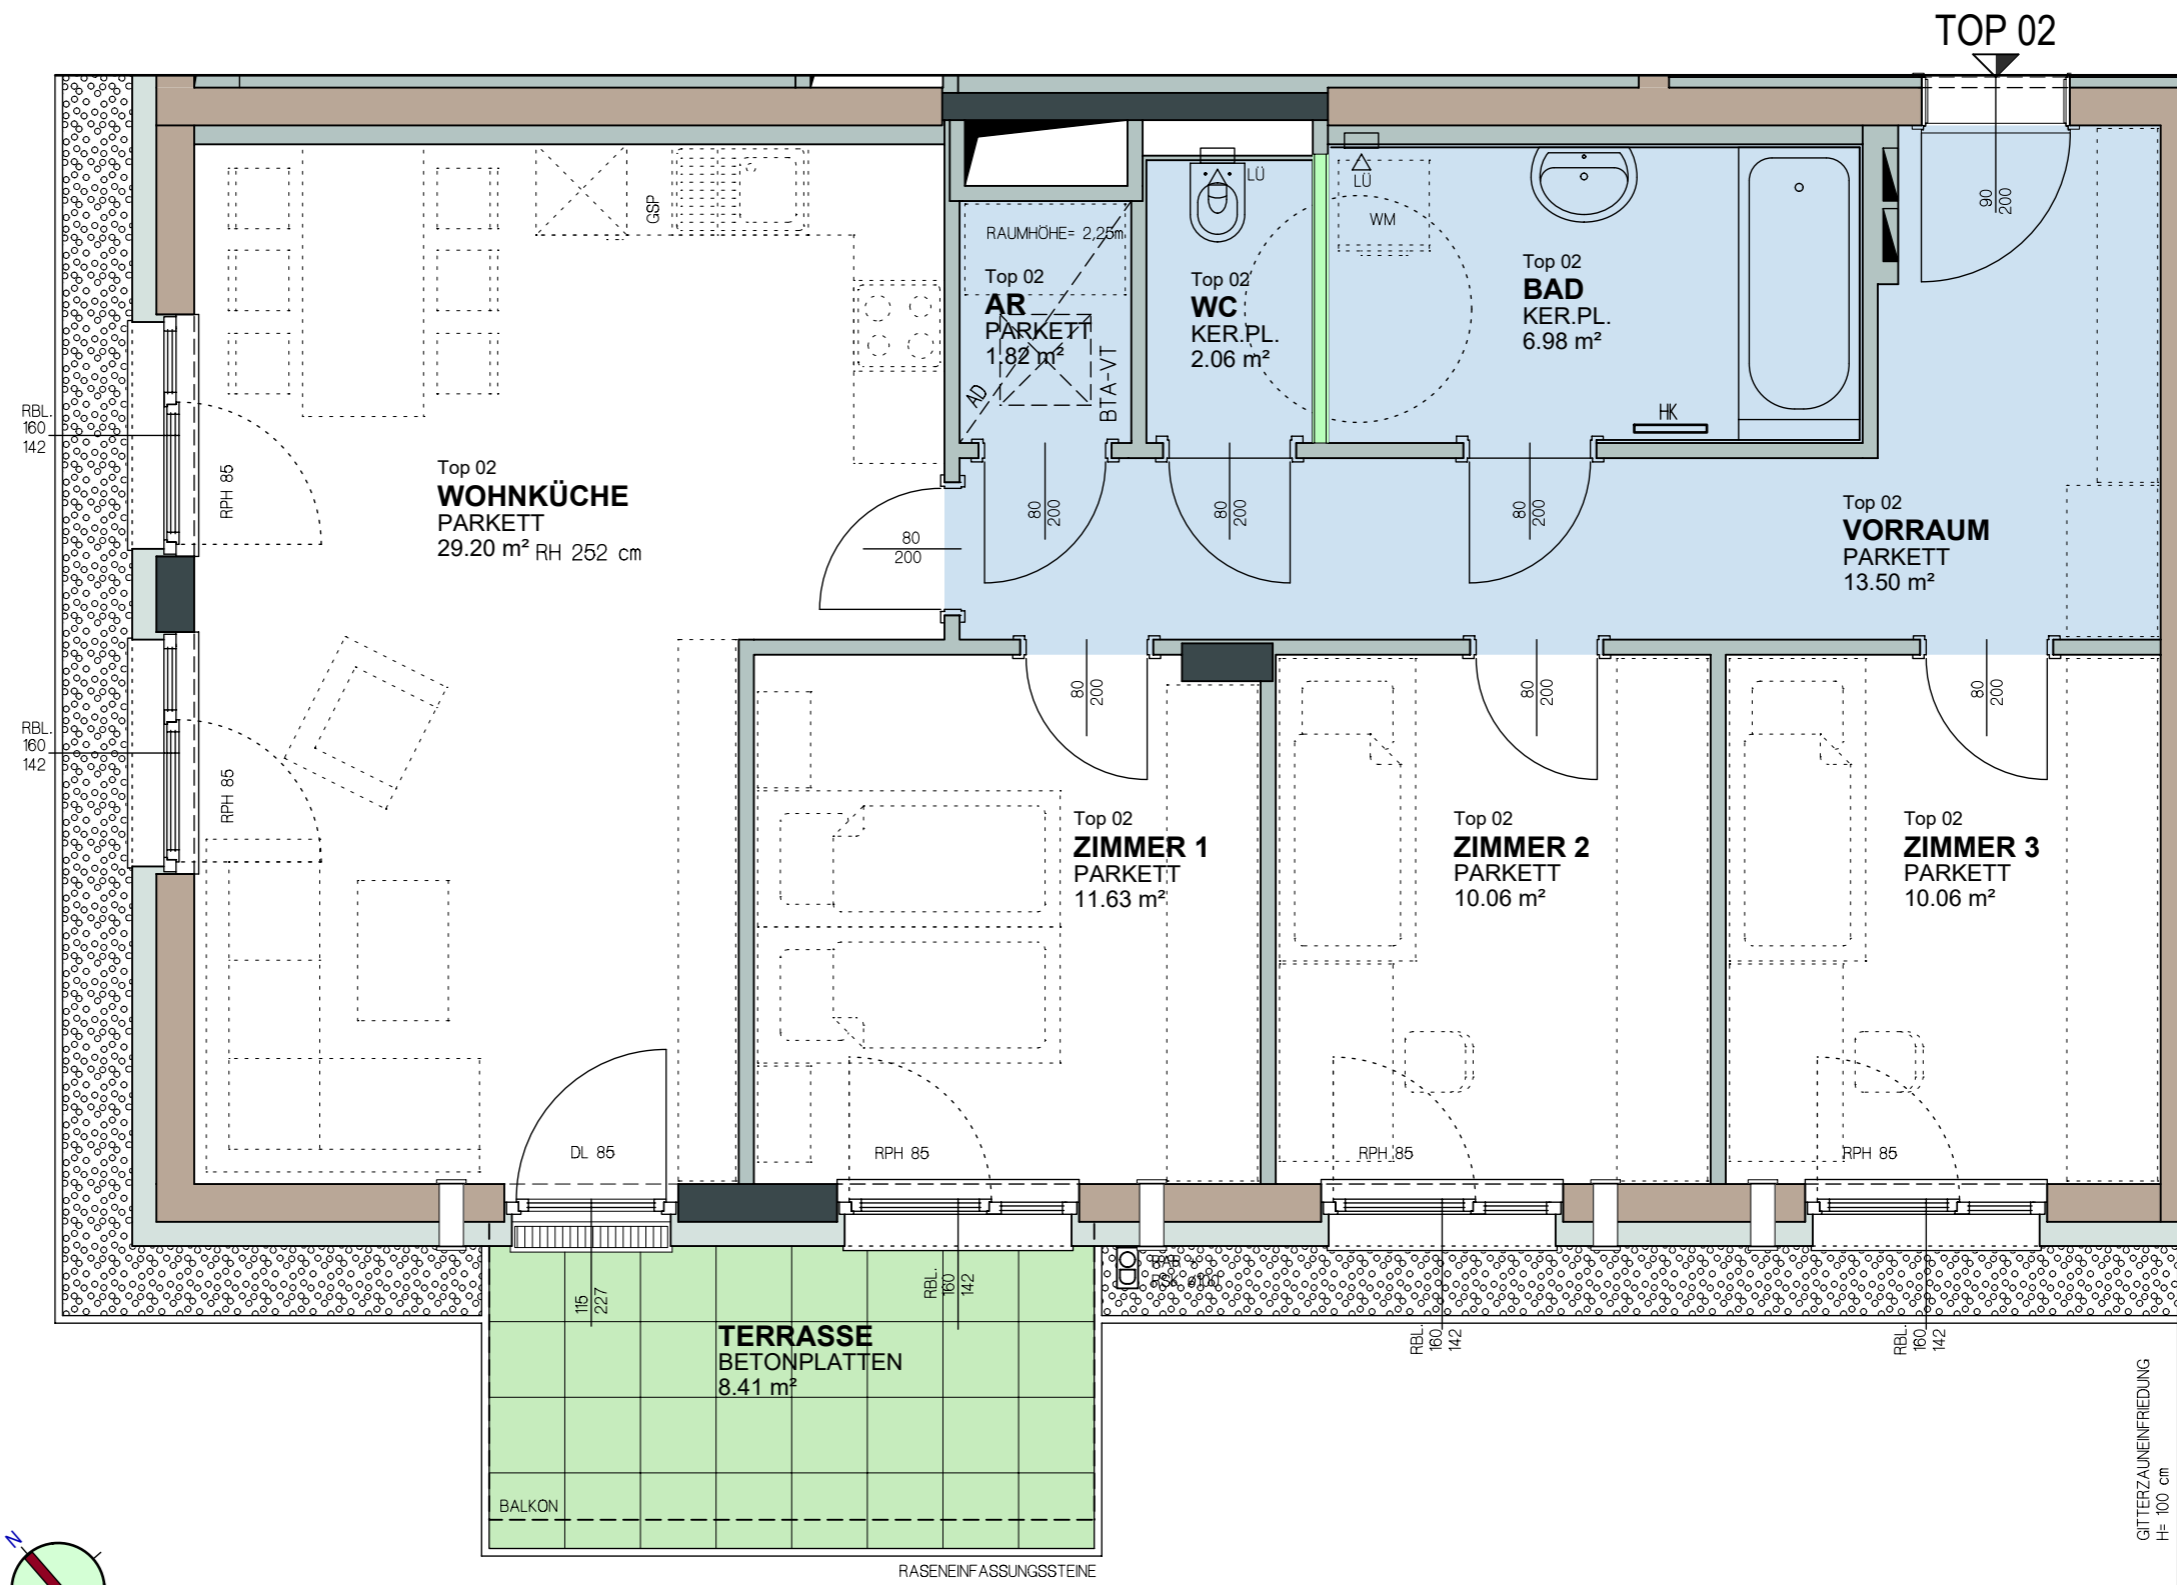 TOP 02
GSP
RAUMHÖHE= 2,25m
Top 02
AR
PARKETT
1.82 m²
AD
BTA-VT
LÜ
Top 02
WC
KER.PL.
2.06 m²
LÜ
WM
Top 02
BAD
KER.PL.
6.98 m²
HK
90
200
RBL.
160
142
RPH 85
Top 02
WOHNKÜCHE
PARKETT
29.20 m² RH 252 cm
80
200
80
200
80
200
80
200
Top 02
VORRAUM
PARKETT
13.50 m²
RBL.
160
142
RPH 85
80
200
80
200
80
200
Top 02
ZIMMER 1
PARKETT
11.63 m²
Top 02
ZIMMER 2
PARKETT
10.06 m²
Top 02
ZIMMER 3
PARKETT
10.06 m²
DL 85
RPH 85
RPH 85
RPH 85
115
227
RBL.
160
142
TERRASSE
BETONPLATTEN
8.41 m²
RBL.
160
142
RBL.
160
142
BALKON
GITTERZAUNEINFRIEDUNG
H= 100 cm
N
RASENEINFASSUNGSSTEINE